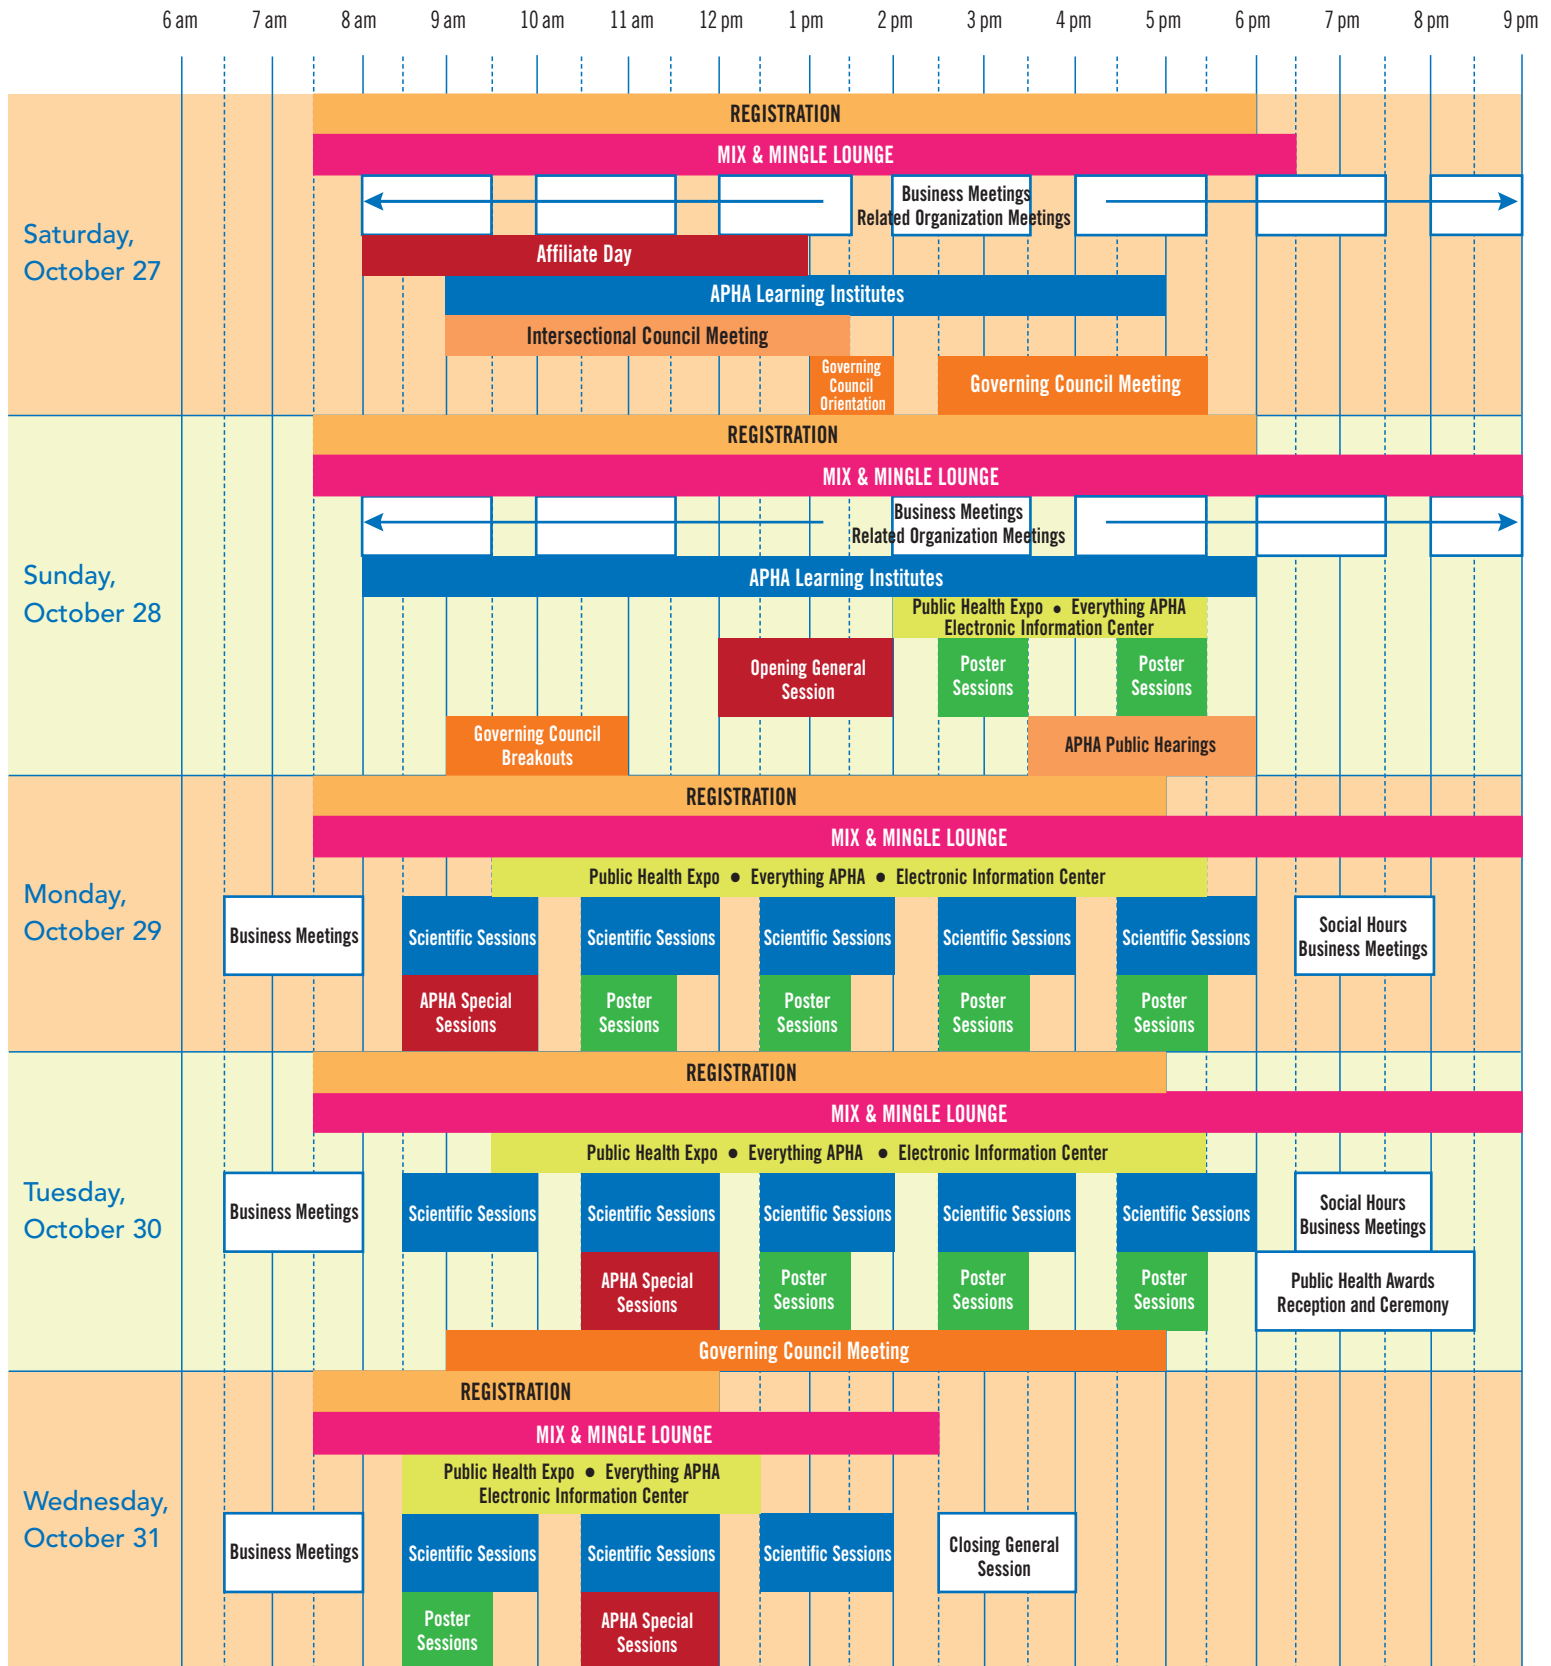 6 am 7 am 8 am 9 am 10 am 11 am 12 pm 1 pm 2 pm 3 pm 4 pm 5 pm 6 pm 7 pm 8 pm 9 pm
Saturday,
October 27
REGISTRATION
MIX & MINGLE LOUNGE
Business Meetings
Related Organization Meetings
Affiliate Day
APHA Learning Institutes
Intersectional Council Meeting
Governing
Council
Orientation
Governing Council Meeting
Sunday,
October 28
REGISTRATION
MIX & MINGLE LOUNGE
Business Meetings
Related Organization Meetings
APHA Learning Institutes
Public Health Expo • Everything APHA
Electronic Information Center
Opening General
Session
Poster
Sessions
Poster
Sessions
Governing Council
Breakouts
APHA Public Hearings
Monday,
October 29
REGISTRATION
MIX & MINGLE LOUNGE
Public Health Expo • Everything APHA • Electronic Information Center
Business Meetings
Scientific Sessions
Scientific Sessions
Scientific Sessions
Scientific Sessions
Scientific Sessions
Social Hours
Business Meetings
APHA Special
Sessions
Poster
Sessions
Poster
Sessions
Poster
Sessions
Poster
Sessions
Tuesday,
October 30
REGISTRATION
MIX & MINGLE LOUNGE
Public Health Expo • Everything APHA • Electronic Information Center
Business Meetings
Scientific Sessions
Scientific Sessions
Scientific Sessions
Scientific Sessions
Scientific Sessions
Social Hours
Business Meetings
APHA Special
Sessions
Poster
Sessions
Poster
Sessions
Poster
Sessions
Public Health Awards
Reception and Ceremony
Governing Council Meeting
Wednesday,
October 31
REGISTRATION
MIX & MINGLE LOUNGE
Public Health Expo • Everything APHA
Electronic Information Center
Business Meetings
Scientific Sessions
Scientific Sessions
Scientific Sessions
Closing General
Session
Poster
Sessions
APHA Special
Sessions